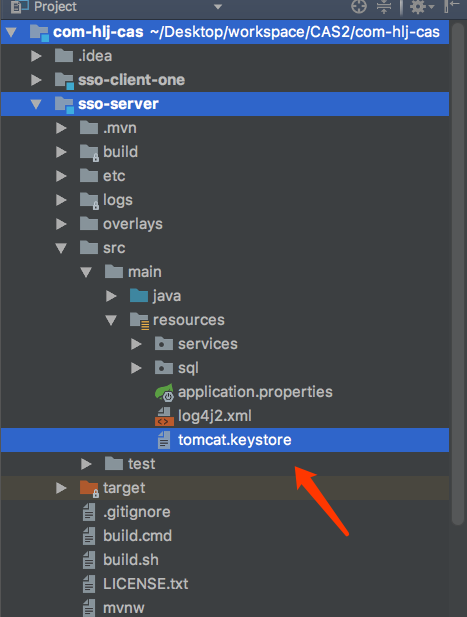 Project
com-hlj-cas ~/Desktop/workspace/CAS2/com-hlj-cas
.idea
sso-client-one
sso-server
.mvn
build
etc
logs
overlays
src
main
java
resources
services
sql
application.properties
log4j2.xml
tomcat.keystore
test
target
.gitignore
build.cmd
build.sh
LICENSE.txt
mvnw